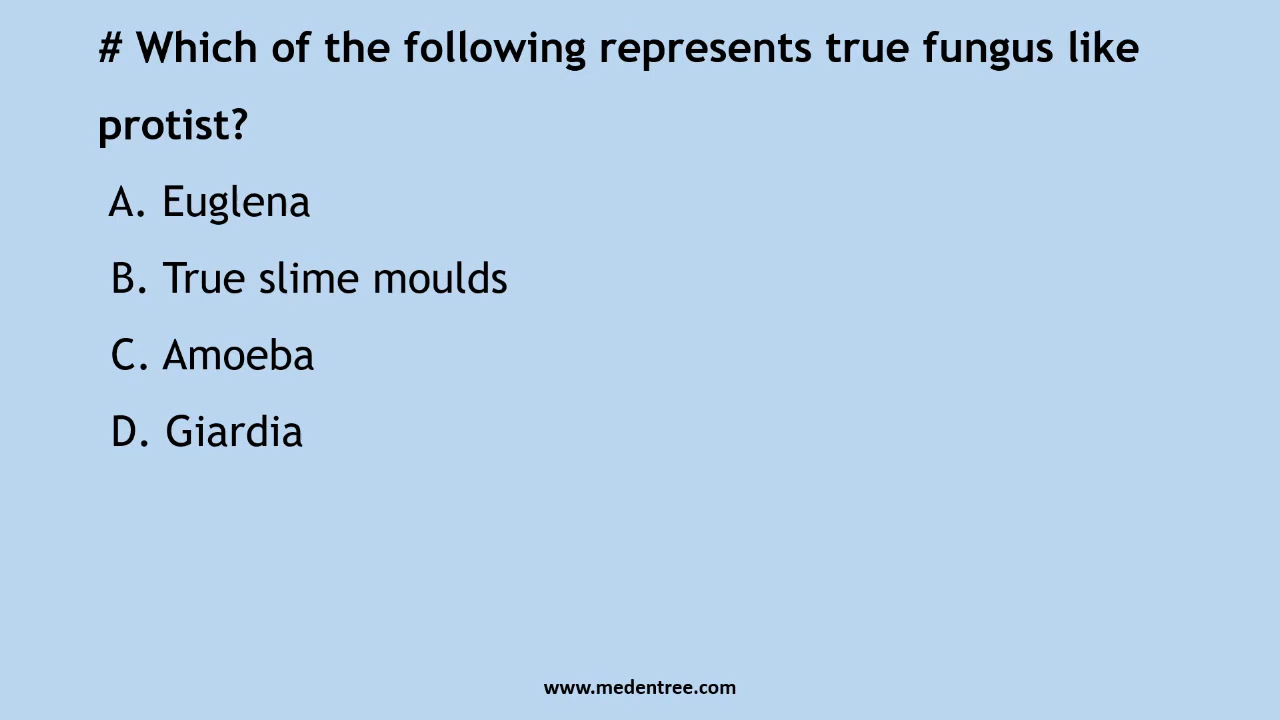 # Which of the following represents true fungus like
protist?
A. Euglena
B. True slime moulds
C. Amoeba
D. Giardia
www.medentree.com